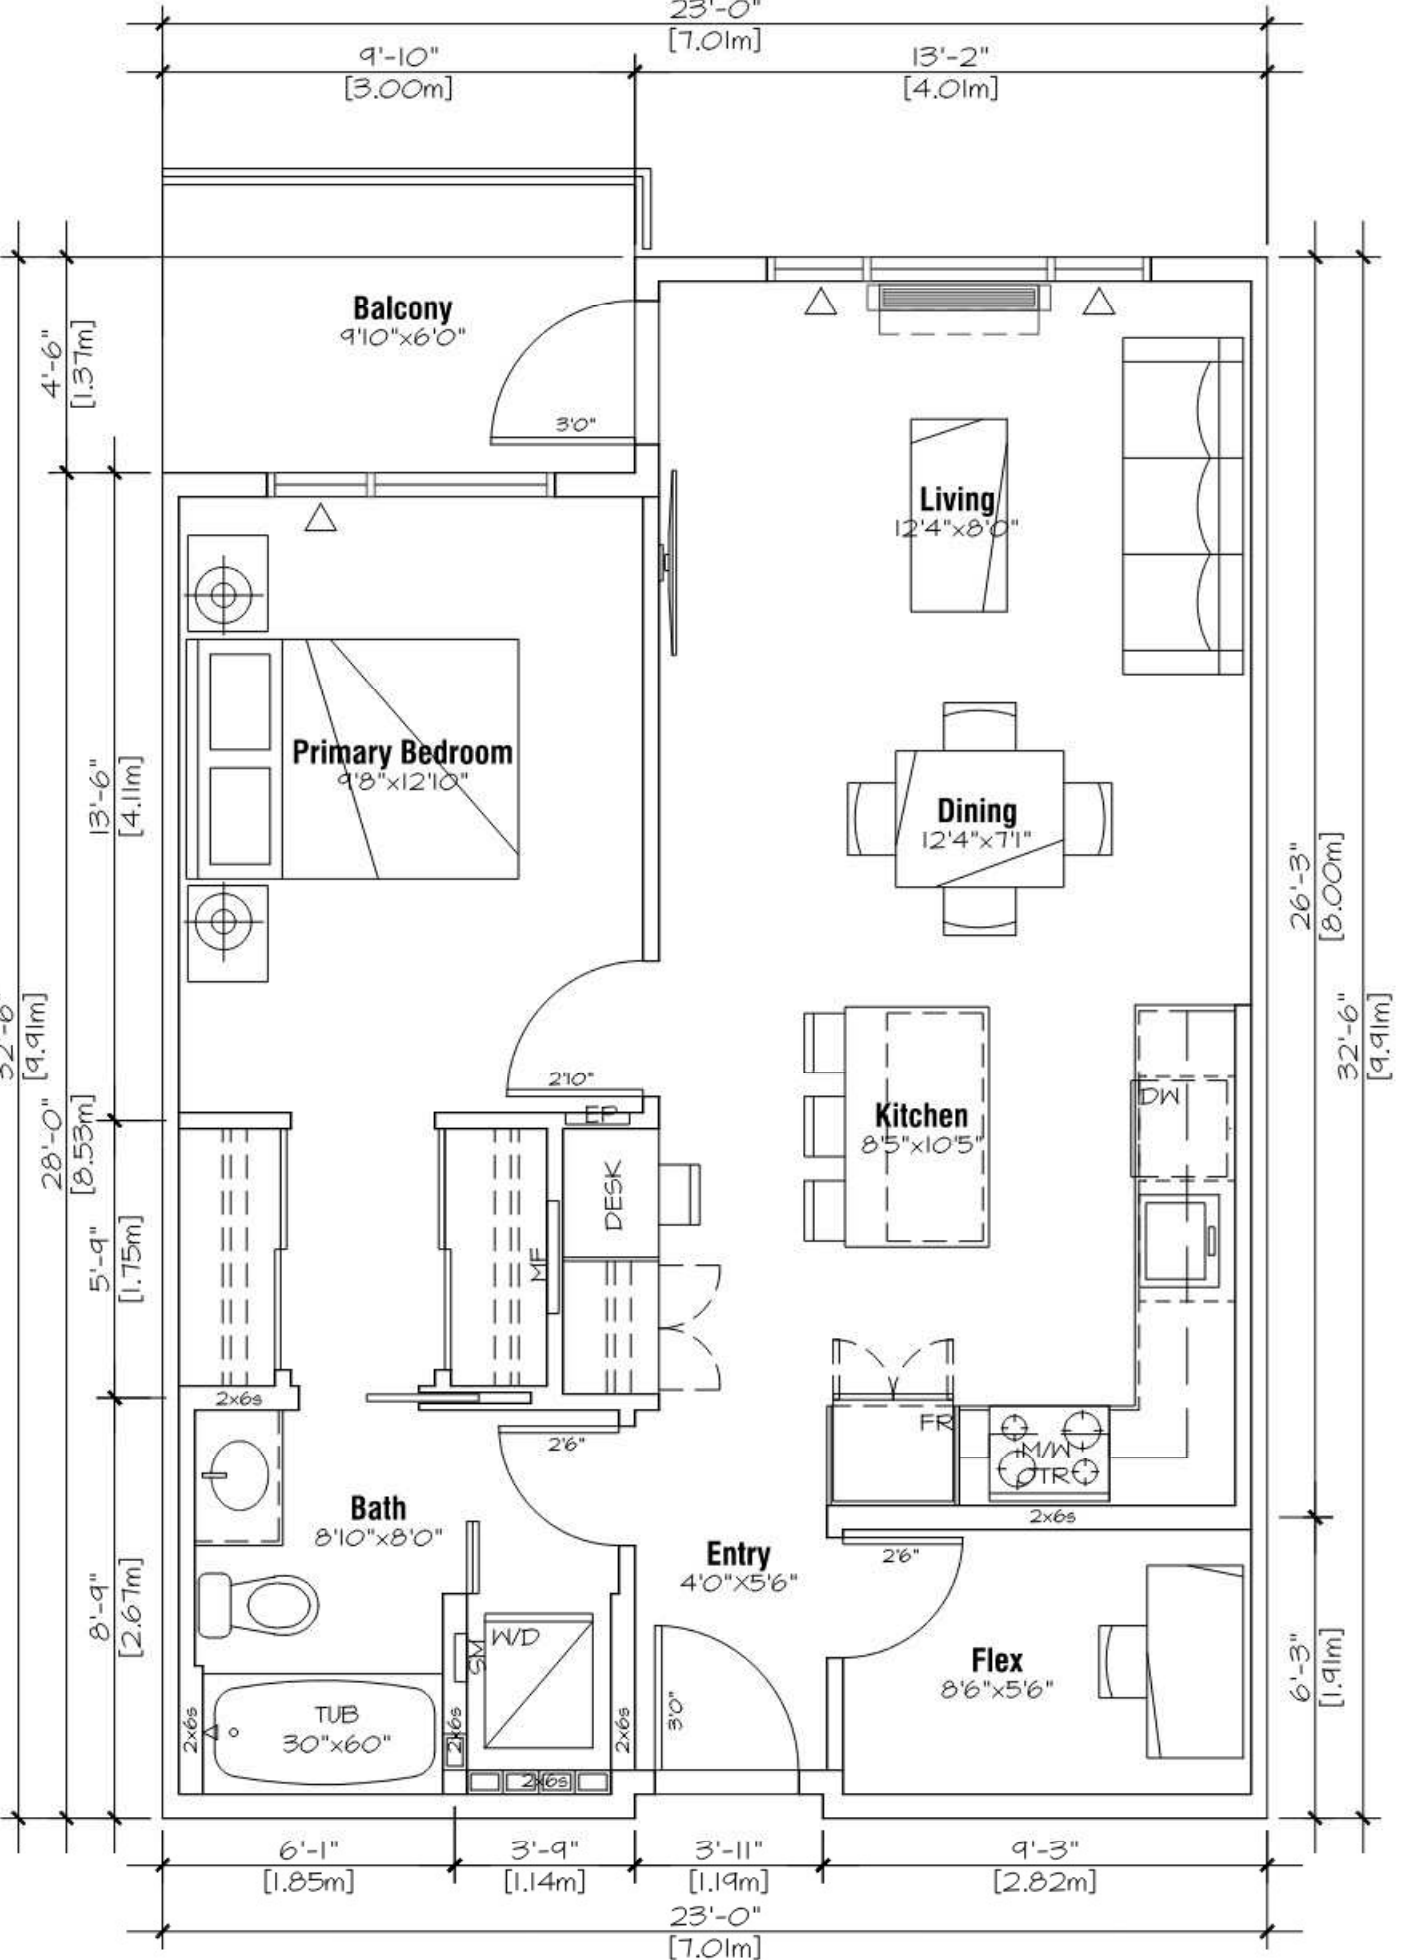 23'-0"
[7.01m]
9'-10"
[3.00m]
13'-2"
[4.01m]
Balcony
9'10"x6'0"
3'0"
4'-6"
[1.37m]
Living
12'4"x8'0"
Primary Bedroom
9'8"x12'10"
13'-6"
[4.11m]
Dining
12'4"x7'1"
26'-3"
[8.00m]
32'-6"
[9.91m]
32'-6"
[9.91m]
28'-0"
[8.53m]
2'10"
EP
DESK
MF
Kitchen
8'5"x10'5"
DW
5'-9"
[1.75m]
2x6s
2'6"
FR
M/W
OTR
2x6s
Bath
8'10"x8'0"
Entry
4'0"X5'6"
2'6"
8'-9"
[2.67m]
W/D
SM
Flex
8'6"x5'6"
6'-3"
[1.91m]
TUB
30"x60"
2x6s
2x6s
2x6s
2x6s
3'0"
6'-1"
[1.85m]
3'-9"
[1.14m]
3'-11"
[1.19m]
9'-3"
[2.82m]
23'-0"
[7.01m]